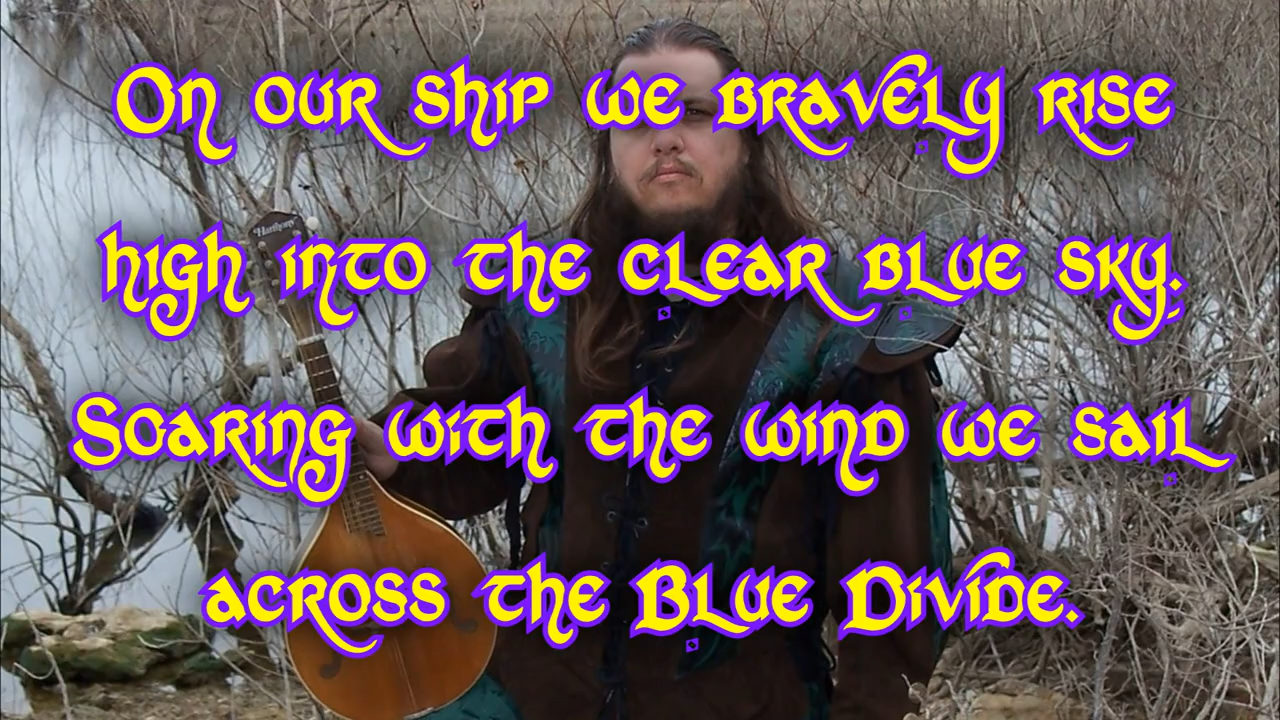 On our ship we bravely rise
high into the clear blue sky.
Soaring with the wind we sail
across the Blue Divide.
Harmony